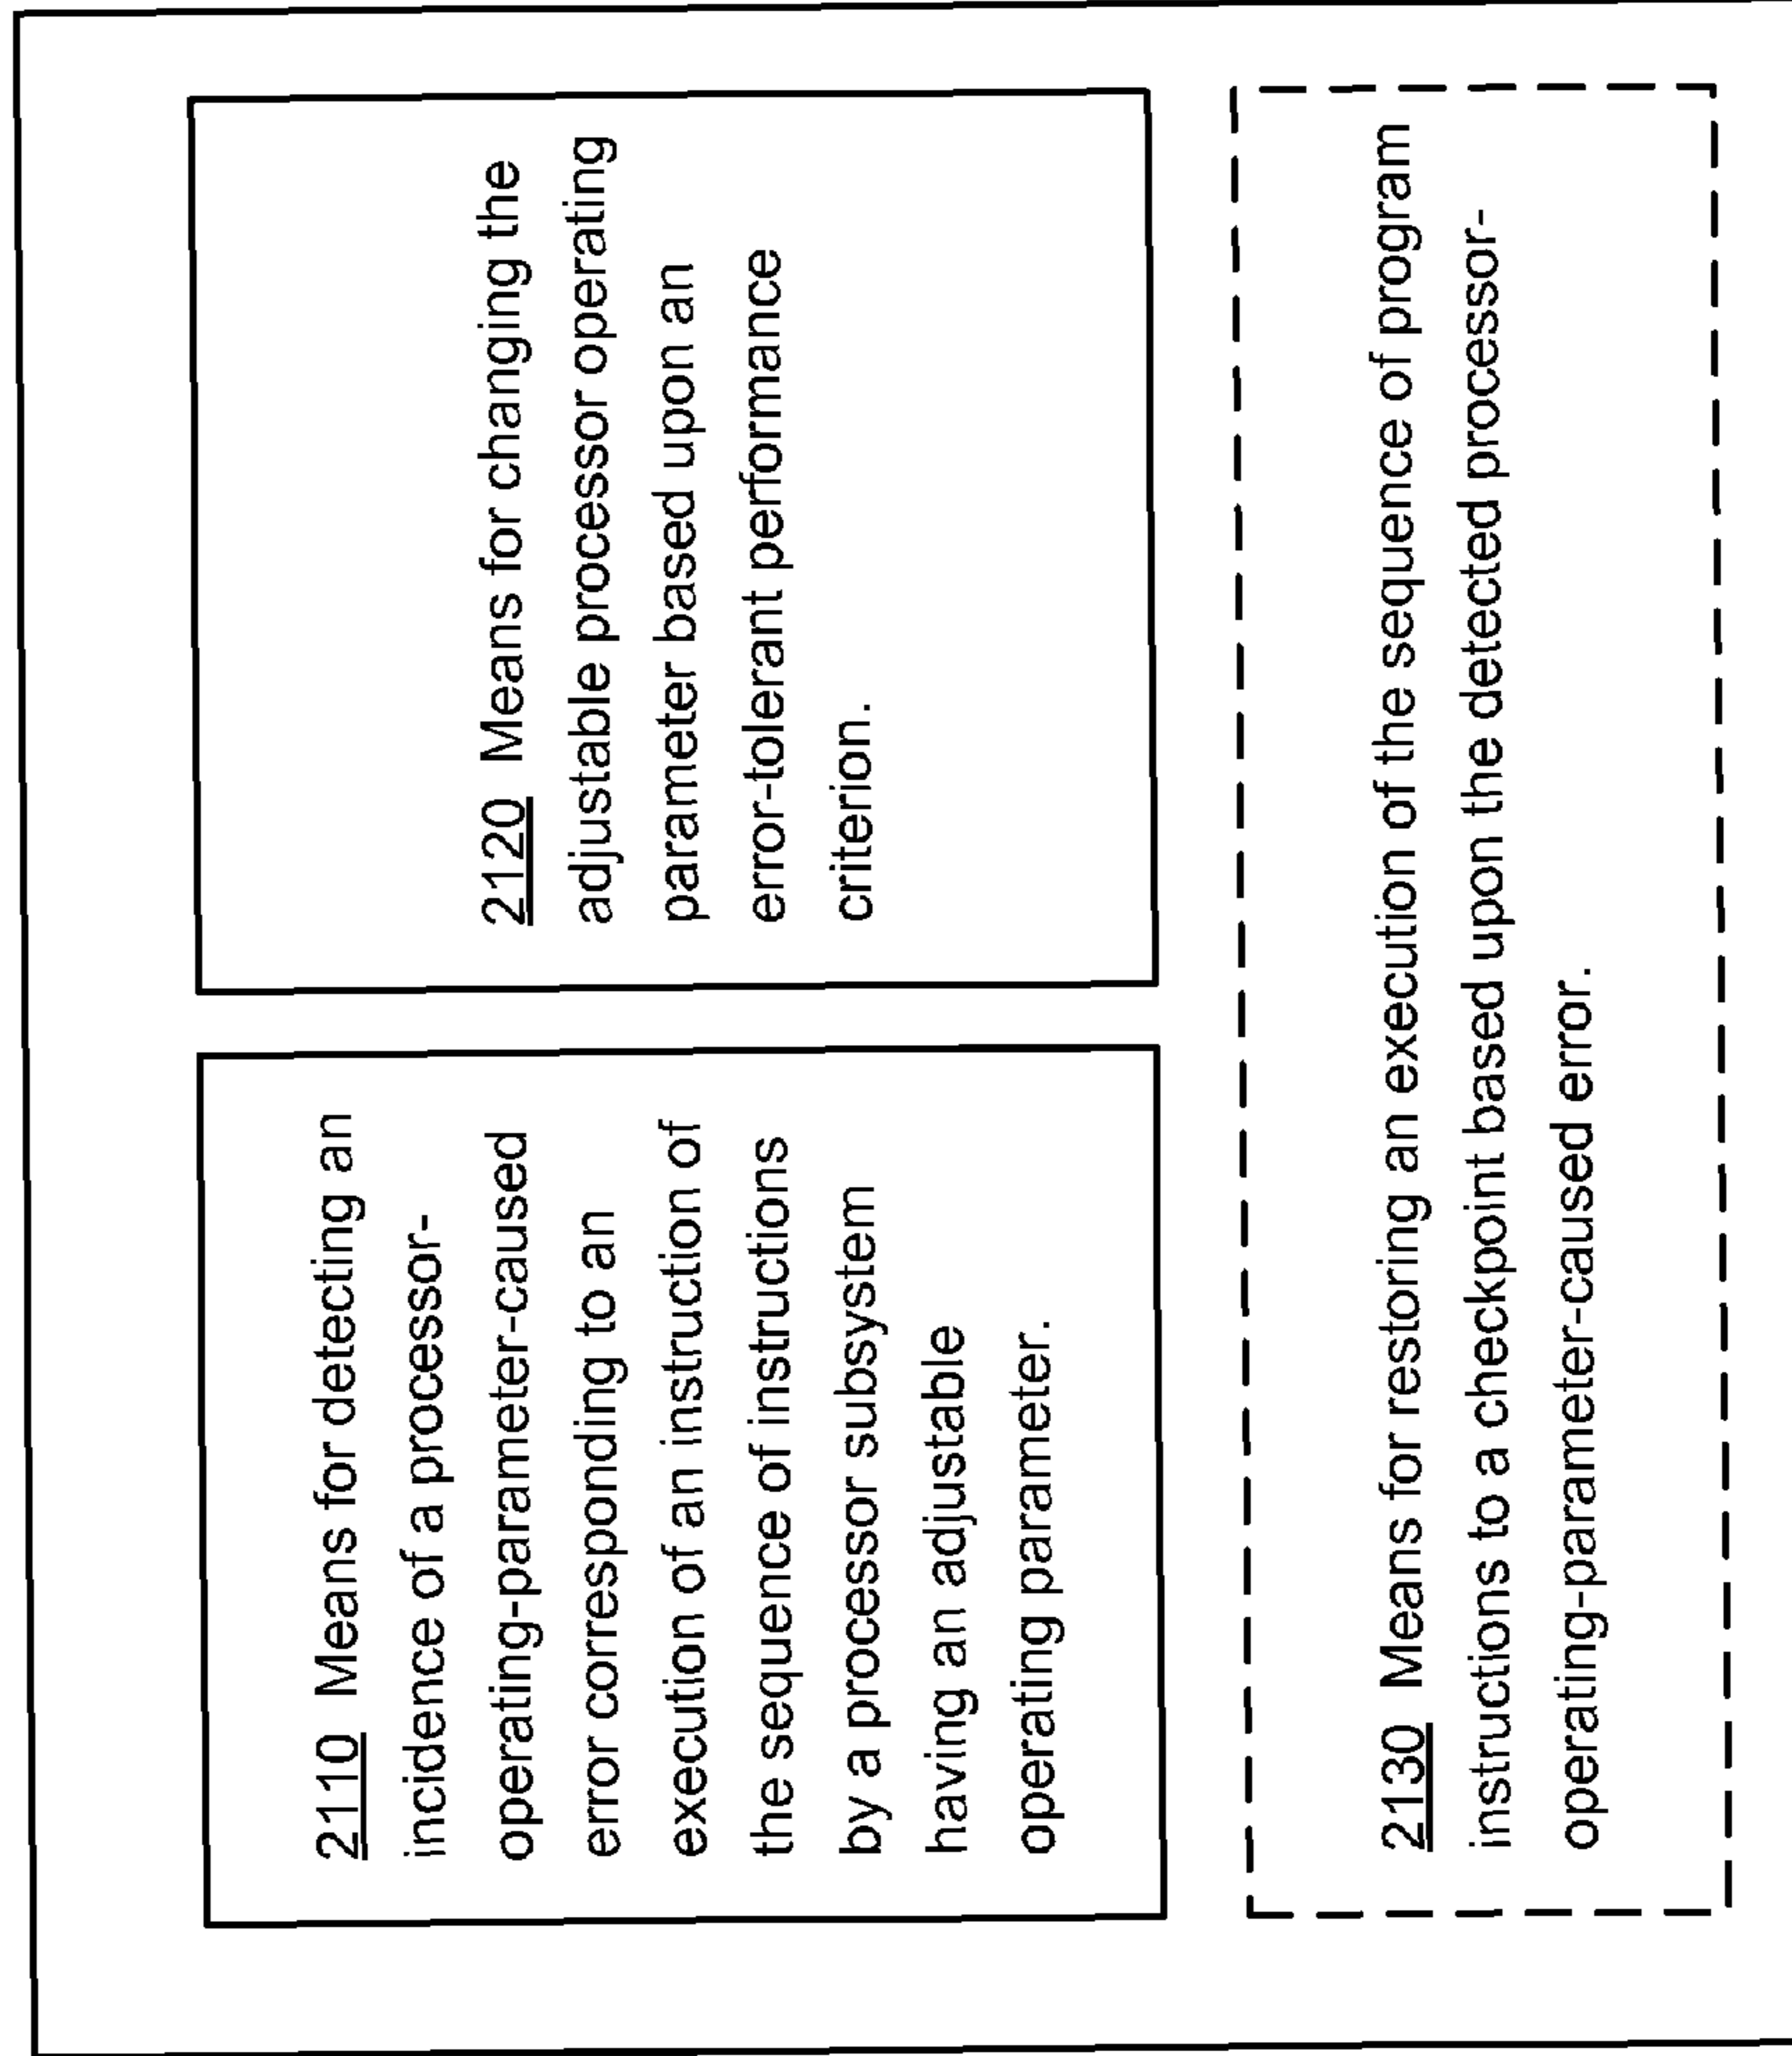 2110 Means for detecting an
incidence of a processor-
operating-parameter-caused
error corresponding to an
execution of an instruction of
the sequence of instructions
by a processor subsystem
having an adjustable
operating parameter.
2120 Means for changing the
adjustable processor operating
parameter based upon an
error-tolerant performance
criterion.
2130 Means for restoring an execution of the sequence of program
instructions to a checkpoint based upon the detected processor-
operating-parameter-caused error.